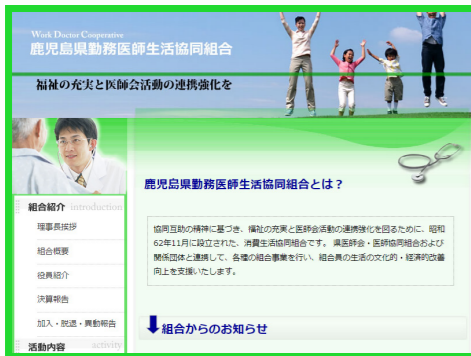 Work Doctor Cooperative
鹿児島県勤務医師生活協同組合
福祉の充実と医師会活動の連携強化を
鹿児島県勤務医師生活協同組合とは？
組合紹介 introduction
理事長挨拶
組合概要
役員紹介
決算報告
加入・脱退・異動報告
活動内容 activity
協同互助の精神に基づき、福祉の充実と医師会活動の連携強化を図るために、昭和
62年11月に設立された、消費生活協同組合です。 県医師会・医師協同組合および
関係団体と連携して、各種の組合事業を行い、組合員の生活の文化的・経済的改善
向上を支援いたします。
組合からのお知らせ